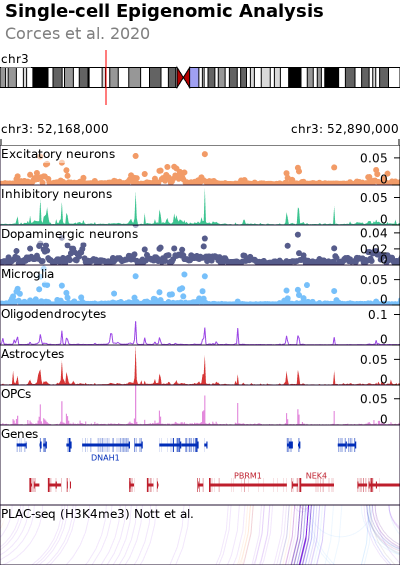 Single-cell Epigenomic Analysis
Corces et al. 2020
chr3
chr3: 52,168,000
chr3: 52,890,000
Excitatory neurons
0.05
0
Inhibitory neurons
0.05
0
Dopaminergic neurons
0.04
0.02
0
Microglia
0.05
0
Oligodendrocytes
0.1
0
Astrocytes
0.05
0
OPCs
0.05
0
Genes
DNAH1
PBRM1
NEK4
PLAC-seq (H3K4me3) Nott et al.